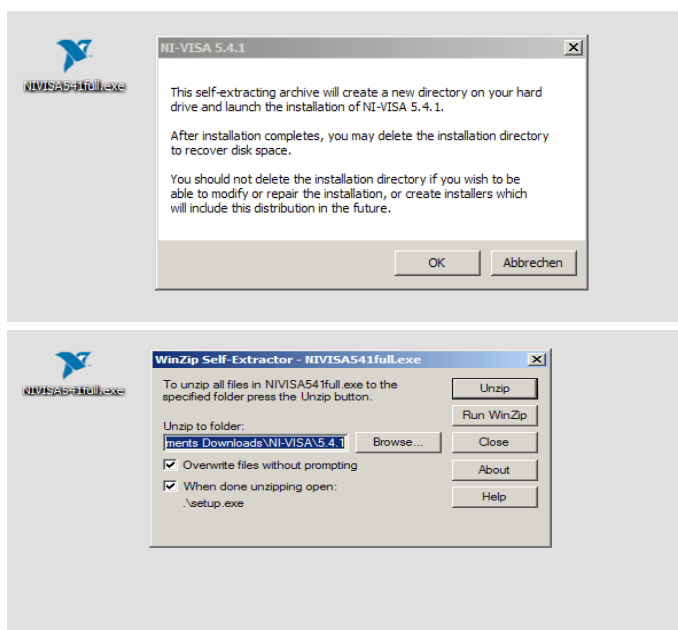 NI-VISA 5.4.1
NIVISA541full.exe
This self-extracting archive will create a new directory on your hard
drive and launch the installation of NI-VISA 5.4.1.
After installation completes, you may delete the installation directory
to recover disk space.
You should not delete the installation directory if you wish to be
able to modify or repair the installation, or create installers which
will include this distribution in the future.
OK
Abbrechen
WinZip Self-Extractor - NIVISA541full.exe
NIVISA541full.exe
To unzip all files in NIVISA541full.exe to the
specified folder press the Unzip button.
Unzip to folder:
ments Downloads\NI-VISA\5.4.1
Browse...
Overwrite files without prompting
When done unzipping open:
.\setup.exe
Unzip
Run WinZip
Close
About
Help